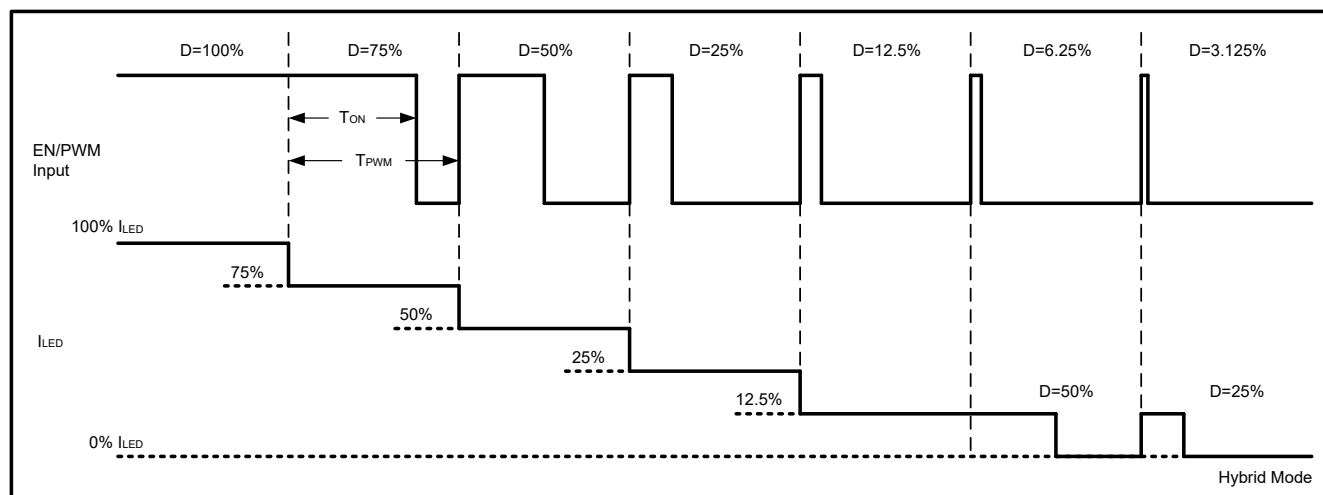 D=100%
D=75%
D=50%
D=25%
D=12.5%
D=6.25%
D=3.125%
TON
EN/PWM
Input
TPWM
100% ILED
75%
50%
ILED
25%
12.5%
D=50%
D=25%
0% ILED
Hybrid Mode